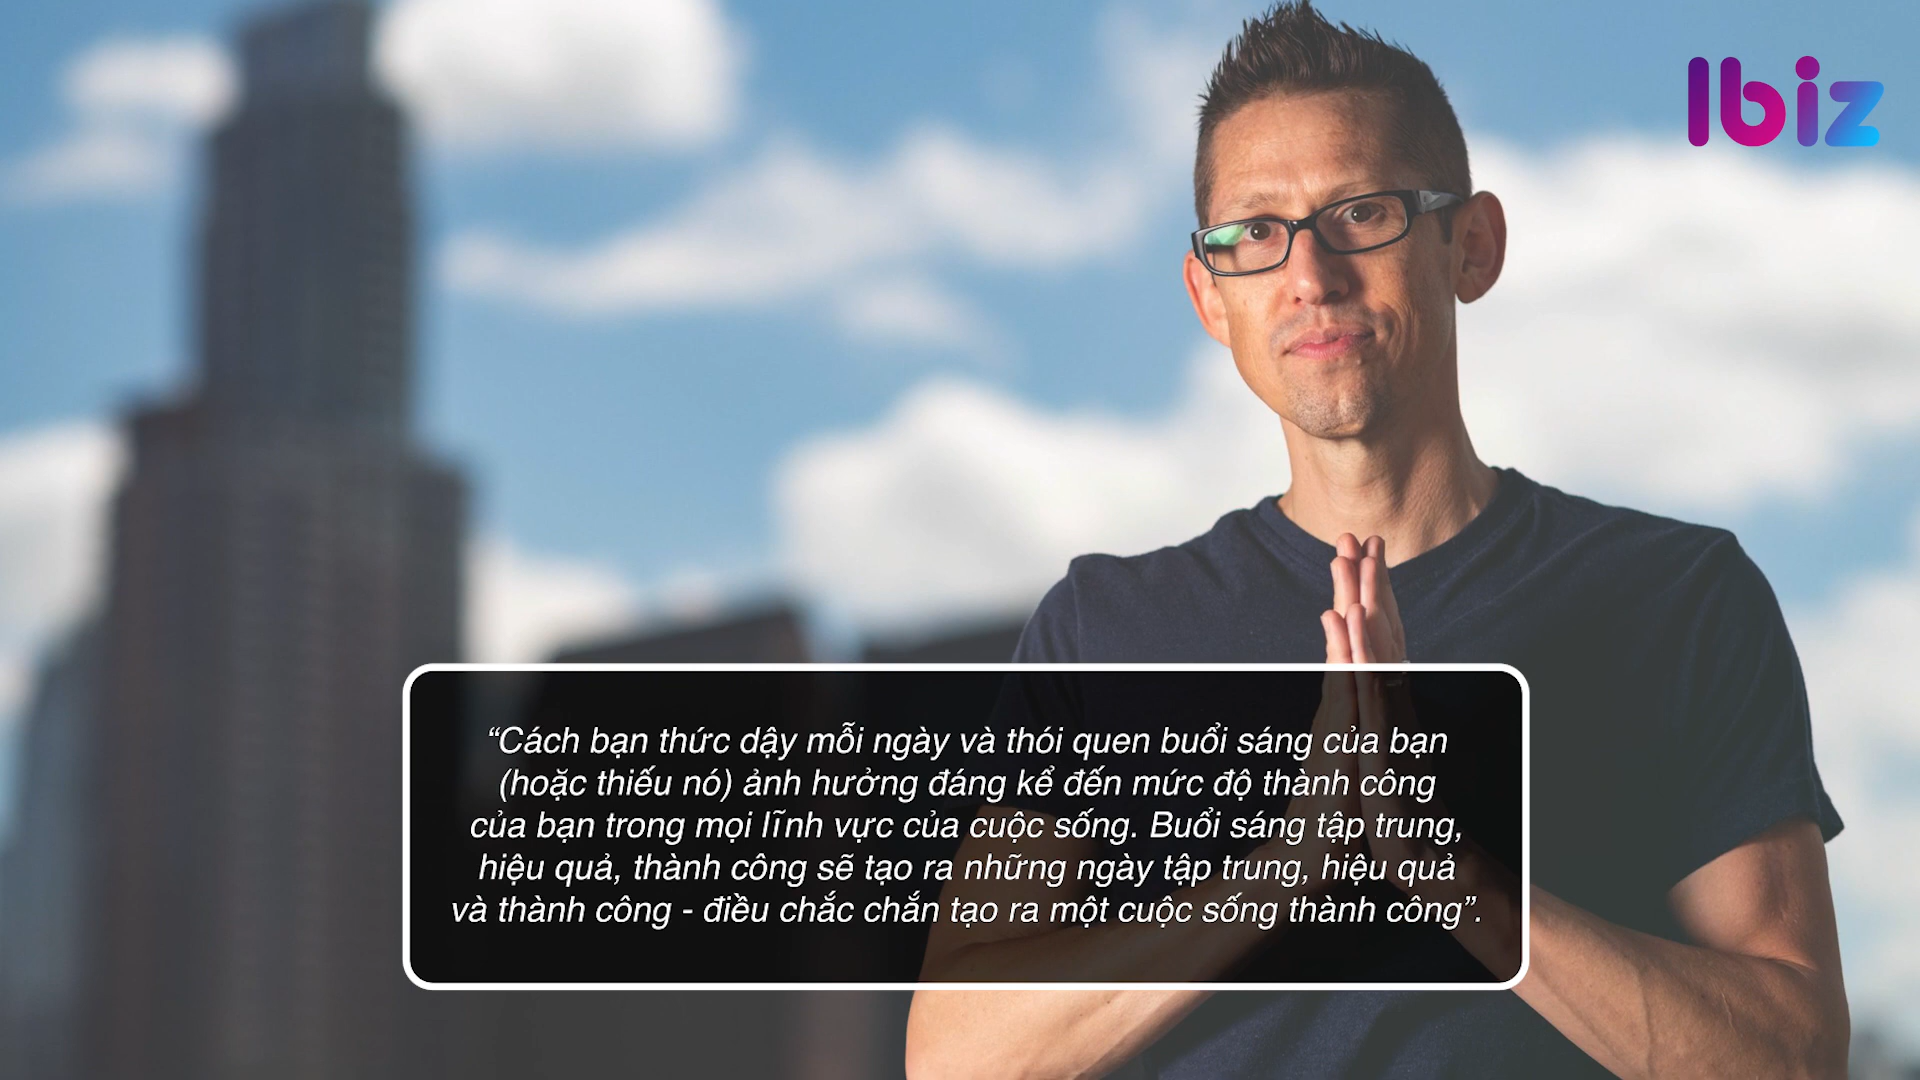 Ibiz
“Cách bạn thức dậy mỗi ngày và thói quen buổi sáng của bạn
(hoặc thiếu nó) ảnh hưởng đáng kể đến mức độ thành công
của bạn trong mọi lĩnh vực của cuộc sống. Buổi sáng tập trung,
hiệu quả, thành công sẽ tạo ra những ngày tập trung, hiệu quả
và thành công - điều chắc chắn tạo ra một cuộc sống thành công”.